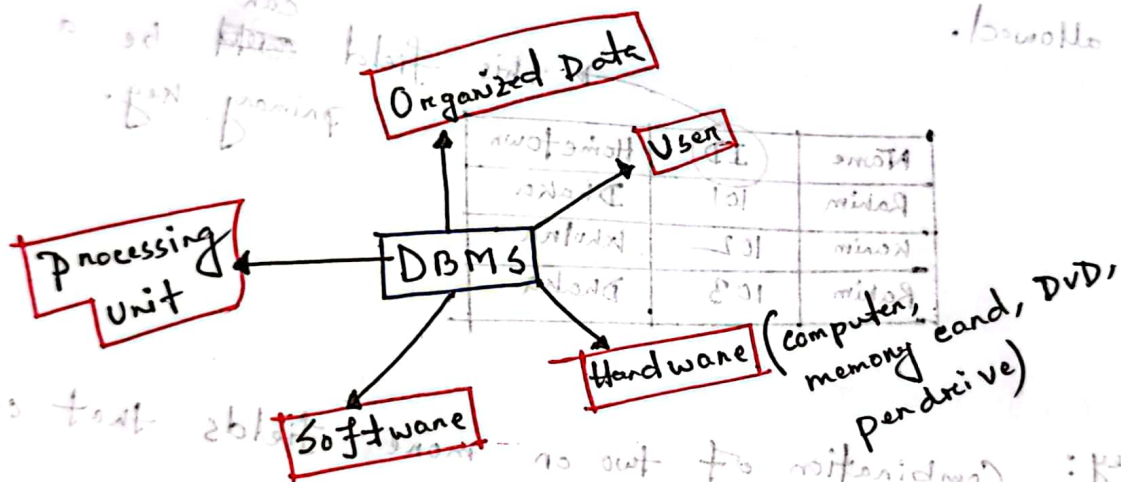 Organized Data
User
Processing
unit
DBMS
Hardware (computer,
memory card, DVD,
pendrive)
Software